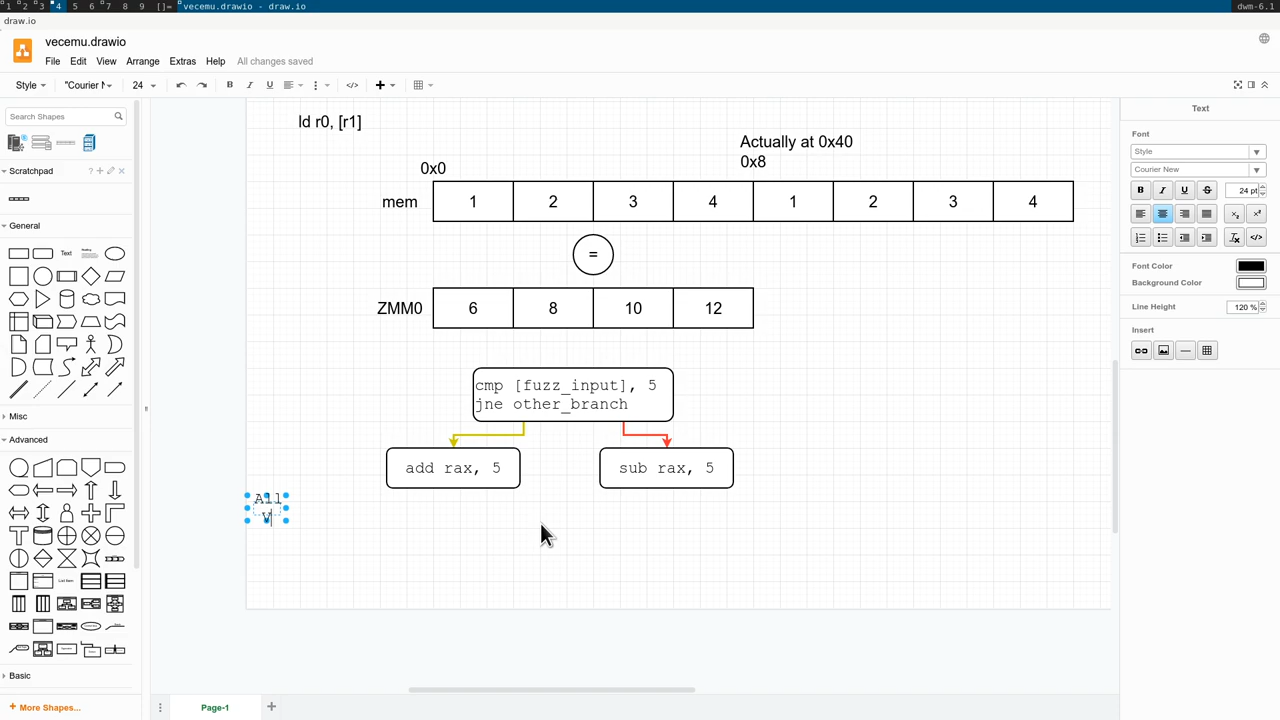 1 2 3 4 5 6 7 8 9 []= vecemu.drawio - draw.io dwm-6.1
draw.io
vecemu.drawio
File Edit View Arrange Extras Help All changes saved
Style "Courier N 24 B I U </>
Search Shapes
Scratchpad ?
General
Text
Heading
Misc
Advanced
List Item
Basic
+ More Shapes...
ld r0, [r1]
Actually at 0x40
0x0 0x8
mem 1 2 3 4 1 2 3 4
=
ZMM0 6 8 10 12
cmp [fuzz_input], 5
jne other_branch
add rax, 5 sub rax, 5
All
V
Page-1
Text
Font
Style
Courier New
B I U S 24 pt
</>
Font Color
Background Color
Line Height 120 %
Insert